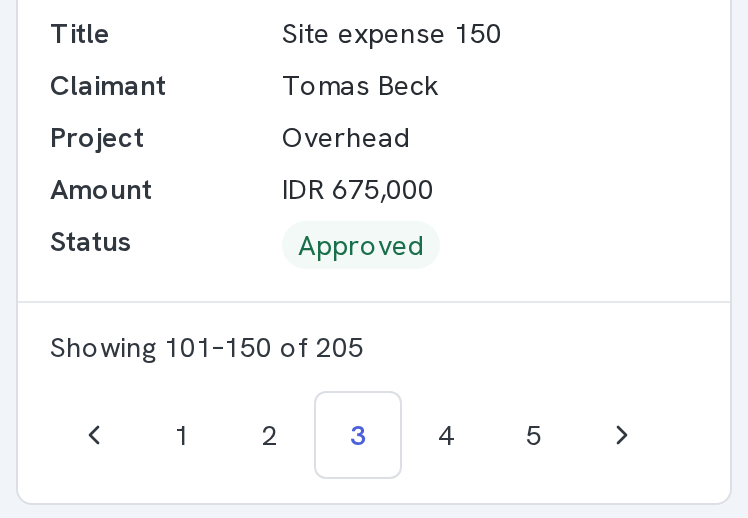 Title Site expense 150
Claimant Tomas Beck
Project Overhead
Amount IDR 675,000
Status Approved
Showing 101–150 of 205
1 2 3 4 5